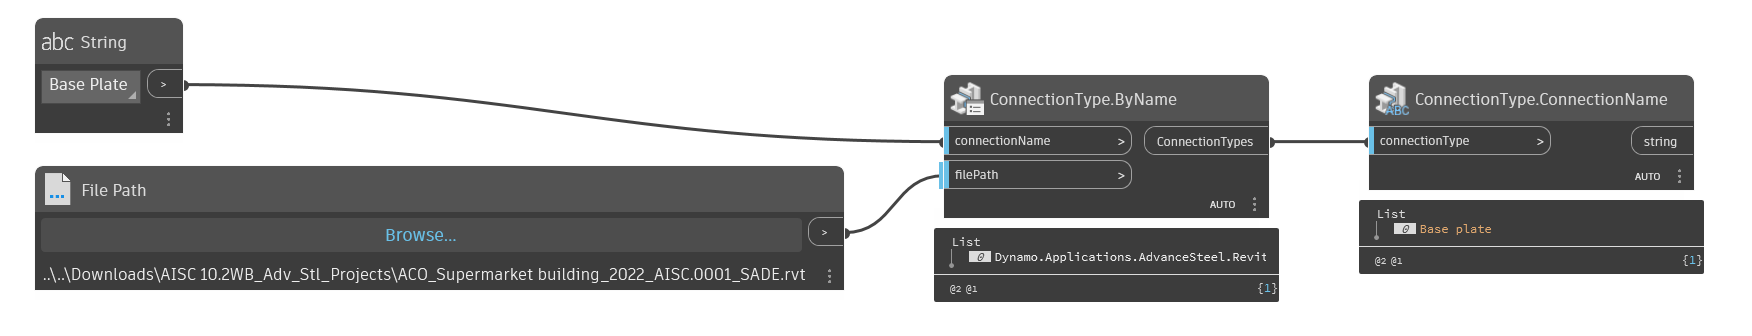 abc String
Base Plate
>
File Path
Browse...
>
..\..\Downloads\AISC 10.2WB_Adv_Stl_Projects\ACO_Supermarket building_2022_AISC.0001_SADE.rvt
ConnectionType.ByName
connectionName > ConnectionTypes
filePath >
AUTO
List
0 Dynamo.Applications.AdvanceSteel.Revit
@2 @1 {1}
ABC ConnectionType.ConnectionName
connectionType > string
AUTO
List
0 Base plate
@2 @1 {1}